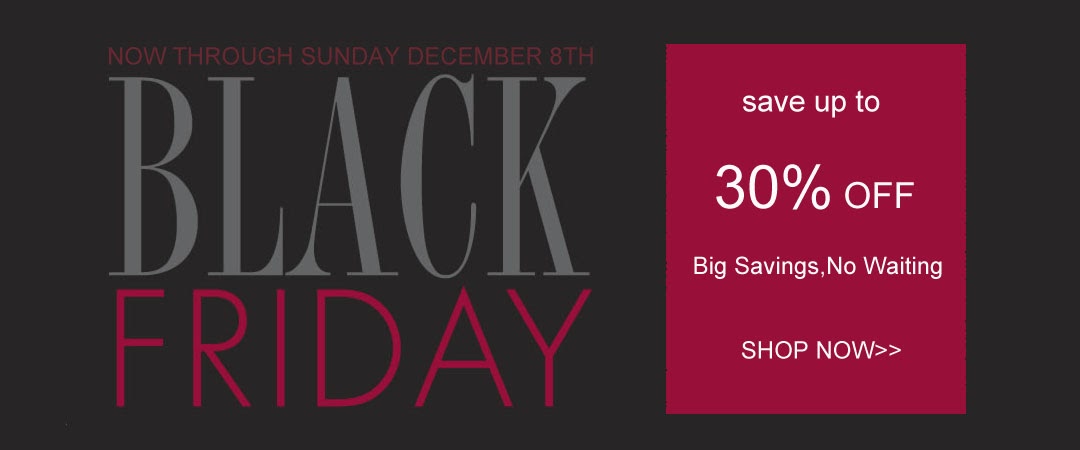 NOW THROUGH SUNDAY DECEMBER 8TH
BLACK
FRIDAY
save up to
30% OFF
Big Savings,No Waiting
SHOP NOW>>